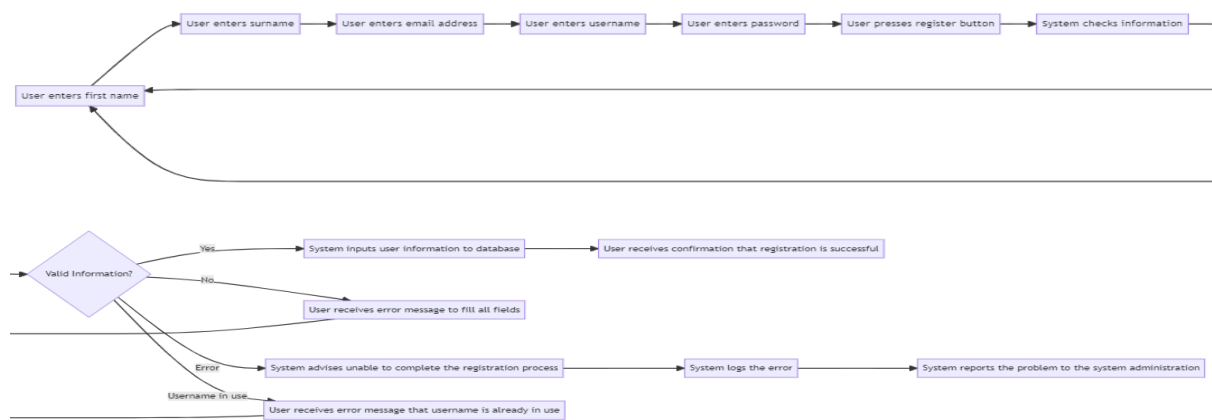 User enters surname
User enters email address
User enters username
User enters password
User presses register button
System checks information
User enters first name
Valid Information?
Yes
System inputs user information to database
User receives confirmation that registration is successful
No
User receives error message to fill all fields
Error
System advises unable to complete the registration process
System logs the error
System reports the problem to the system administration
Username in use
User receives error message that username is already in use